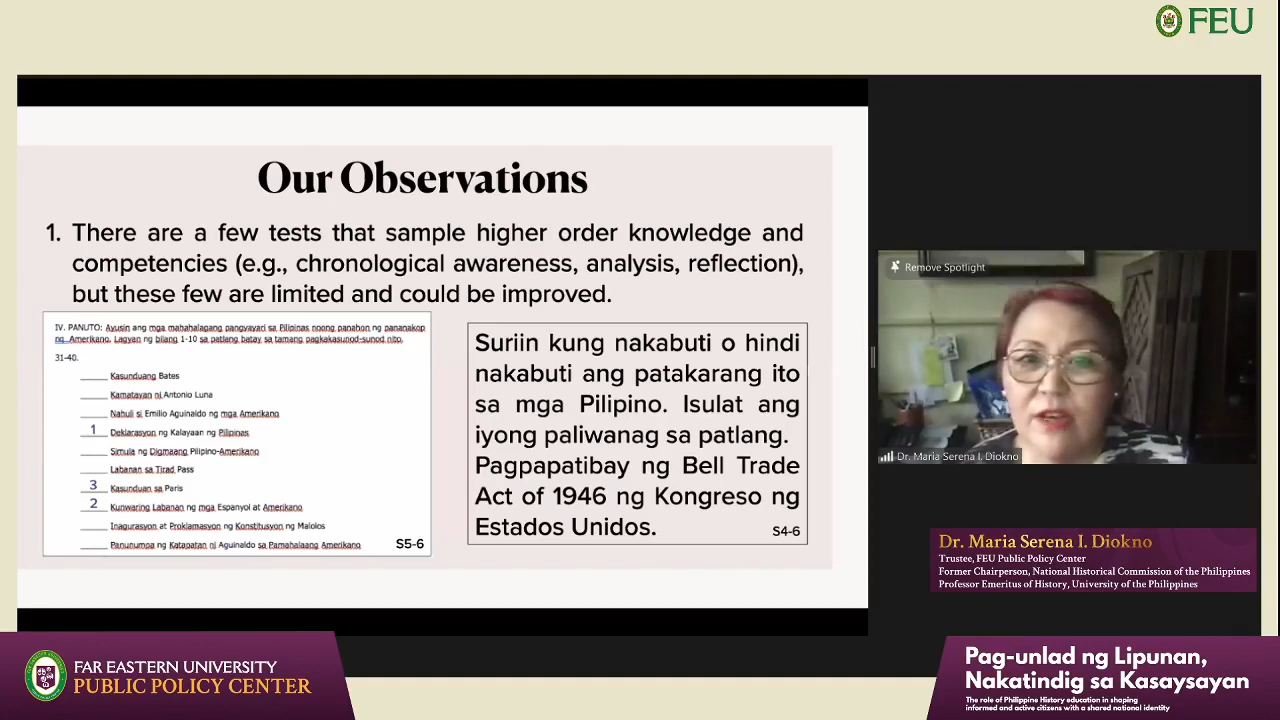 FEU
Our Observations
1. There are a few tests that sample higher order knowledge and
competencies (e.g., chronological awareness, analysis, reflection),
but these few are limited and could be improved.
IV. PANUTO: Ayusin ang mga mahahalagang pangyayari sa Pilipinas noong panahon ng pananakop
ng Amerikano. Lagyan ng bilang 1-10 sa patlang batay sa tamang pagkakasunod-sunod nito.
31-40.
Kasunduang Bates
Kamatayan ni Antonio Luna
Nahuli si Emilio Aguinaldo ng mga Amerikano
1 Deklarasyon ng Kalayaan ng Pilipinas
Simula ng Digmaang Pilipino-Amerikano
Labanan sa Tirad Pass
3 Kasunduan sa Paris
2 Kunwaring Labanan ng mga Espanyol at Amerikano
Inagurasyon at Proklamasyon ng Konstitusyon ng Malolos
Panunumpa ng Katapatan ni Aguinaldo sa Pamahalaang Amerikano
S5-6
Suriin kung nakabuti o hindi
nakabuti ang patakarang ito
sa mga Pilipino. Isulat ang
iyong paliwanag sa patlang.
Pagpapatibay ng Bell Trade
Act of 1946 ng Kongreso ng
Estados Unidos.
S4-6
Remove Spotlight
Dr. Maria Serena I. Diokno
Dr. Maria Serena I. Diokno
Trustee, FEU Public Policy Center
Former Chairperson, National Historical Commission of the Philippines
Professor Emeritus of History, University of the Philippines
FAR EASTERN UNIVERSITY
PUBLIC POLICY CENTER
Pag-unlad ng Lipunan,
Nakatindig sa Kasaysayan
The role of Philippine History education in shaping
informed and active citizens with a shared national identity